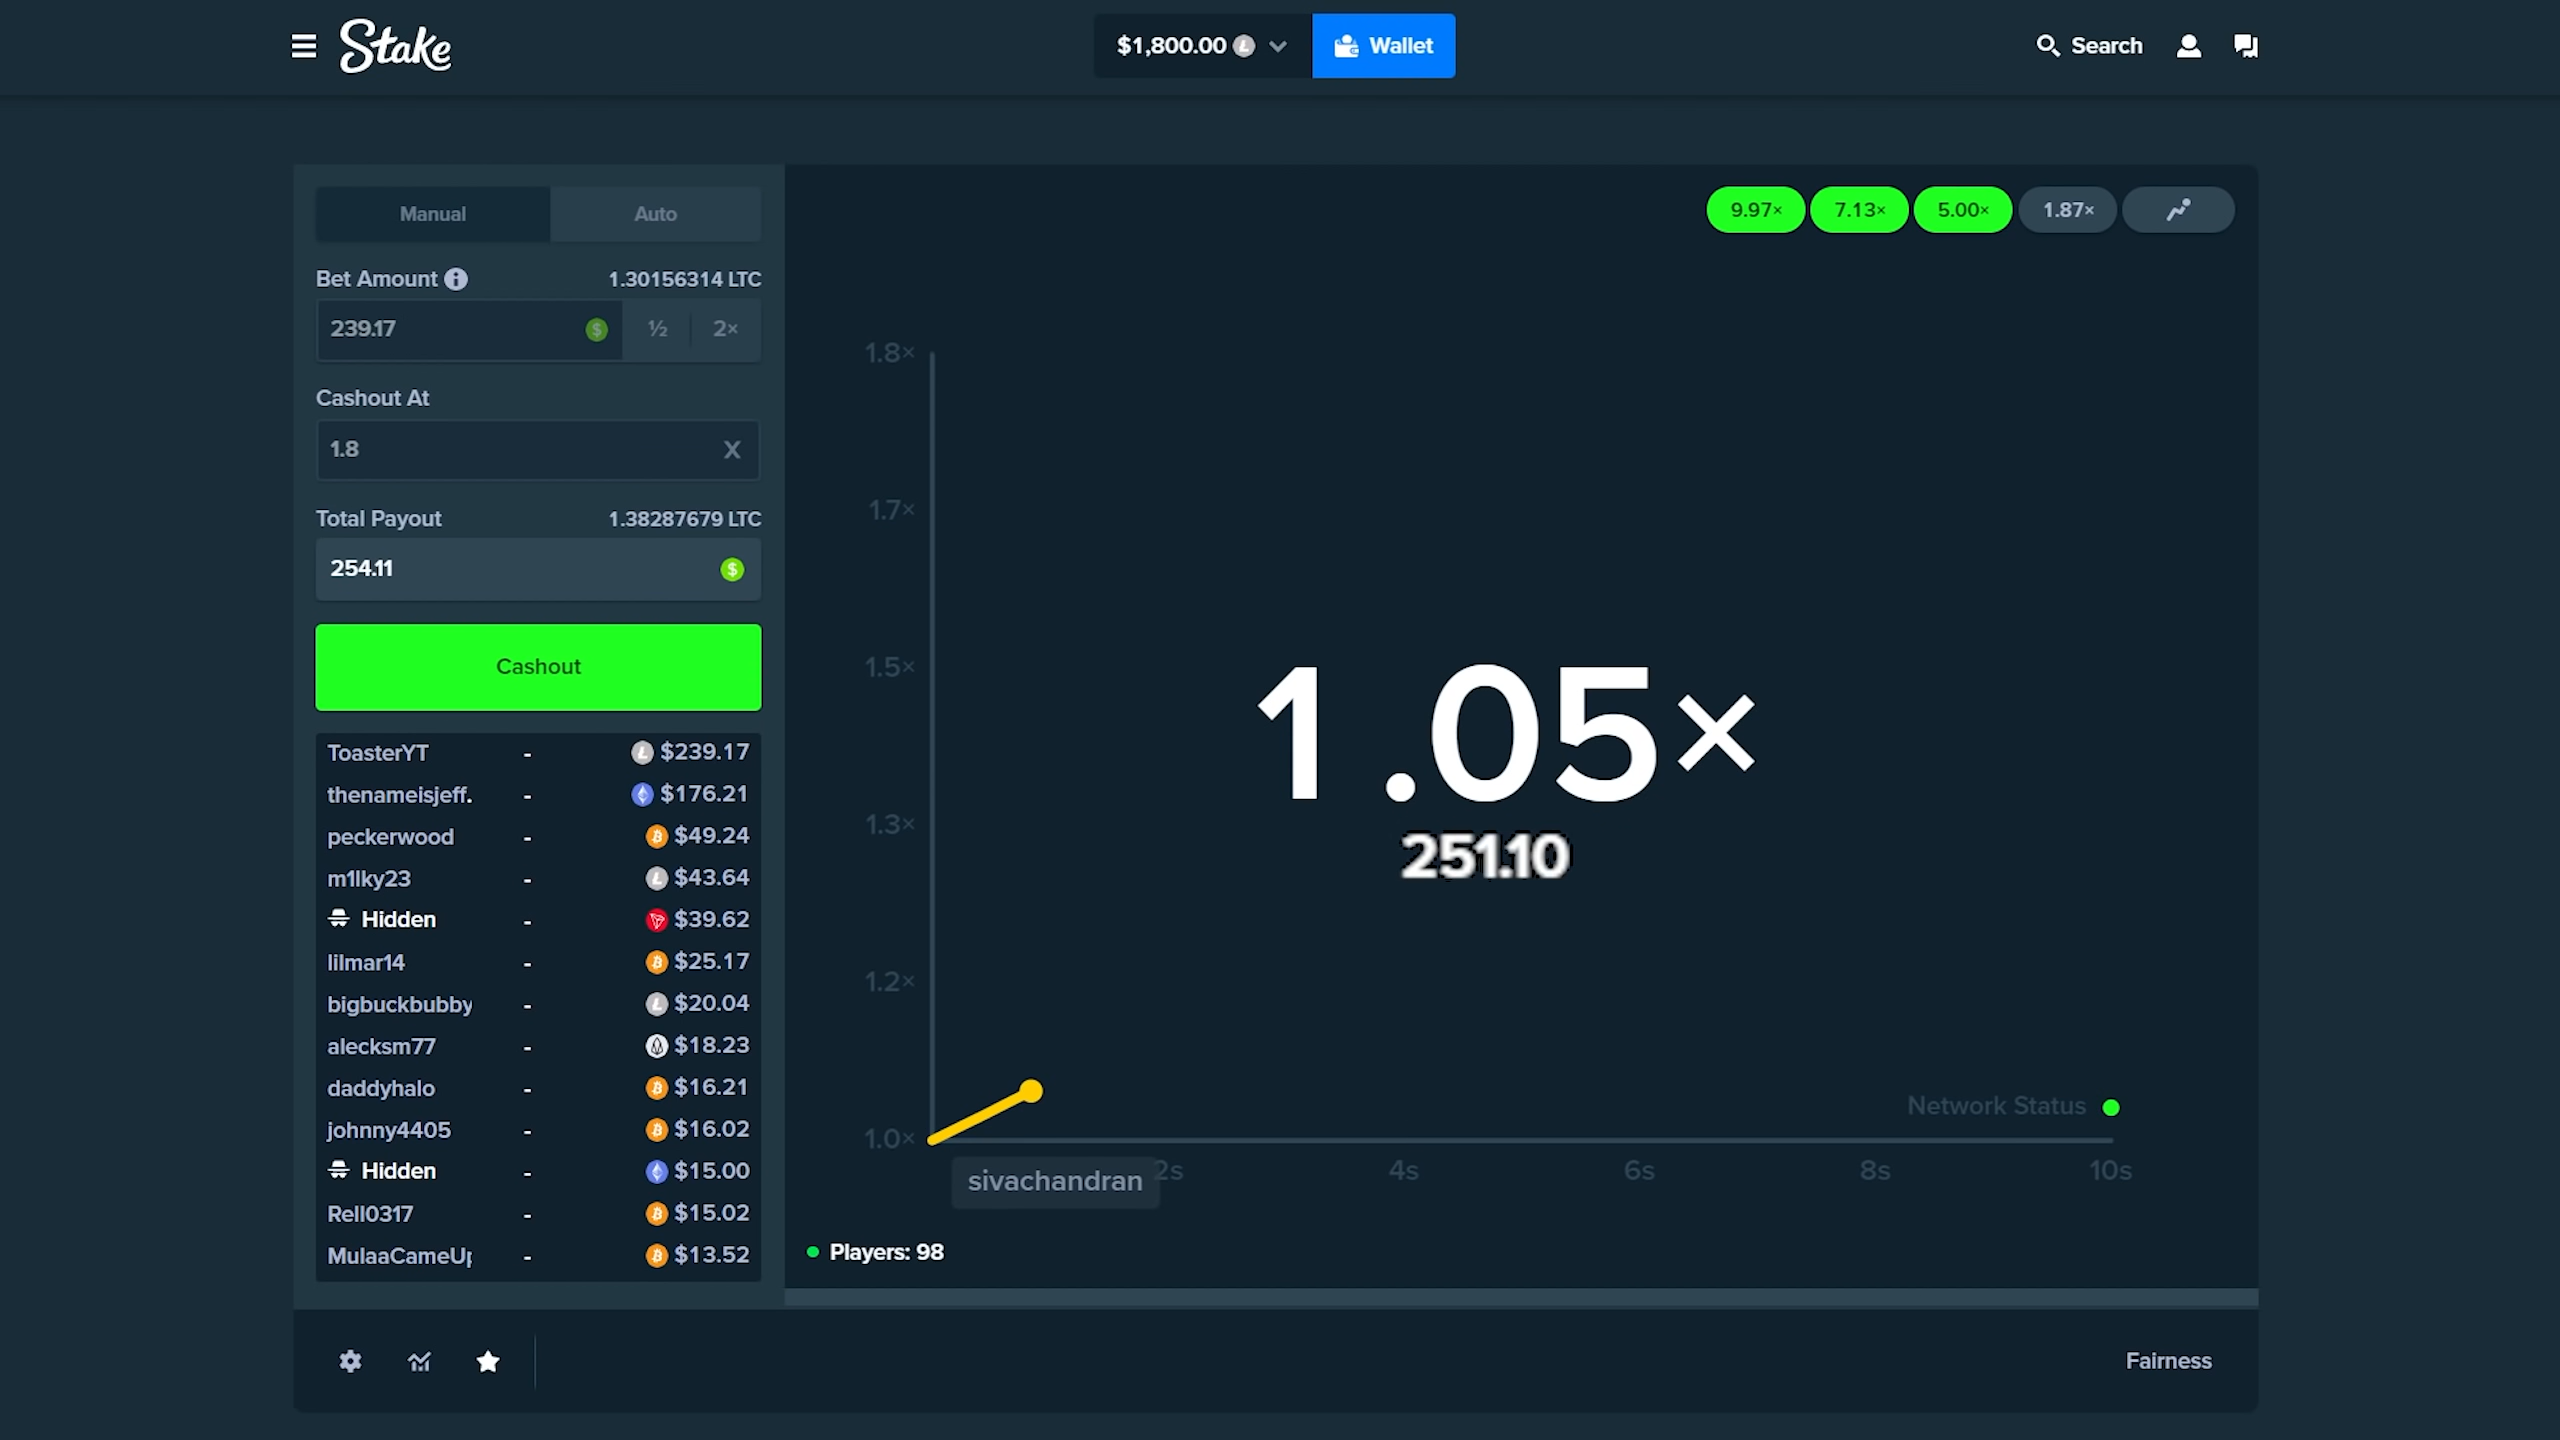 Stake
$1,800.00
Wallet
Search
Manual
Auto
9.97×
7.13×
5.00×
1.87×
Bet Amount
1.30156314 LTC
239.17
½
2×
Cashout At
1.8
X
Total Payout
1.38287679 LTC
254.11
Cashout
ToasterYT - $239.17
thenameisjeff. - $176.21
peckerwood - $49.24
m1lky23 - $43.64
Hidden - $39.62
lilmar14 - $25.17
bigbuckbubby - $20.04
alecksm77 - $18.23
daddyhalo - $16.21
johnny4405 - $16.02
Hidden - $15.00
Rell0317 - $15.02
MulaaCameUp - $13.52
1.8×
1.7×
1.5×
1.3×
1.2×
1.0×
1.05×
251.10
Network Status
sivachandran
2s
4s
6s
8s
10s
Players: 98
Fairness